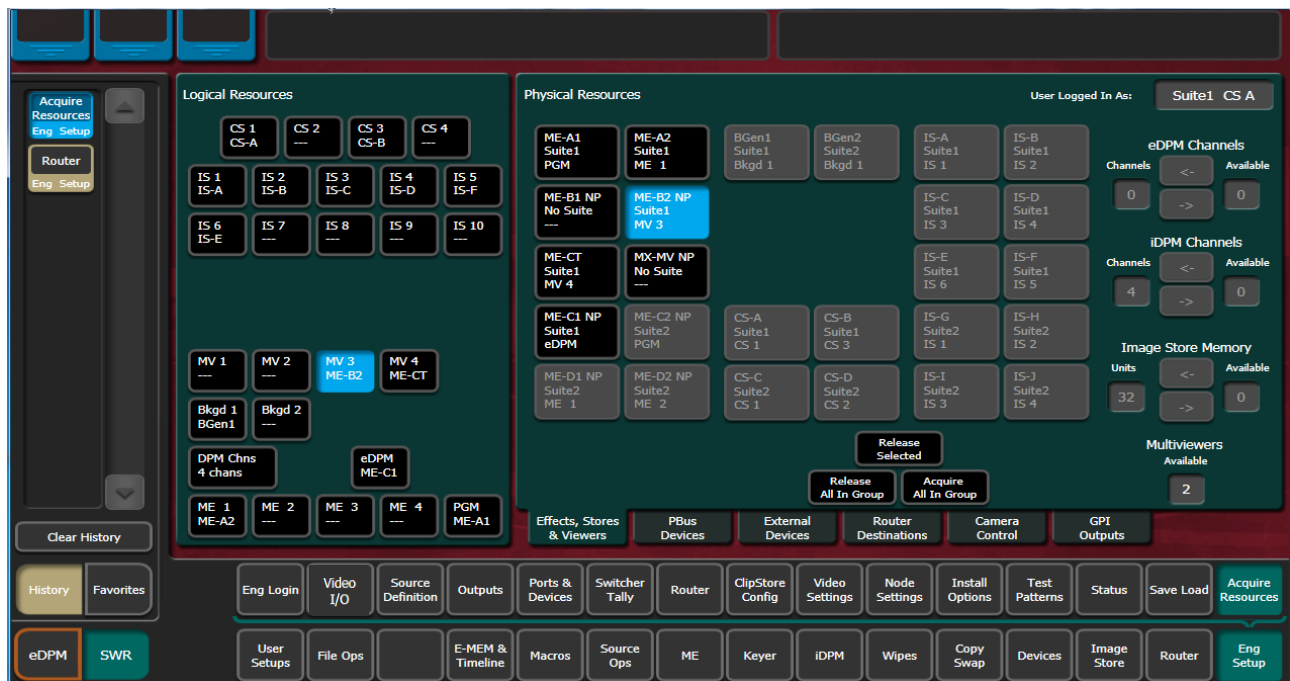 Acquire
Resources
Eng Setup
Router
Eng Setup
Clear History
History
Favorites
eDPM
SWR
Logical Resources
CS 1
CS-A
CS 2
---
CS 3
CS-B
CS 4
---
IS 1
IS-A
IS 2
IS-B
IS 3
IS-C
IS 4
IS-D
IS 5
IS-F
IS 6
IS-E
IS 7
---
IS 8
---
IS 9
---
IS 10
---
MV 1
---
MV 2
---
MV 3
ME-B2
MV 4
ME-CT
Bkgd 1
BGen1
Bkgd 2
---
DPM Chns
4 chans
eDPM
ME-C1
ME 1
ME-A2
ME 2
---
ME 3
---
ME 4
---
PGM
ME-A1
Physical Resources
User Logged In As:
Suite1 CS A
ME-A1
Suite1
PGM
ME-A2
Suite1
ME 1
BGen1
Suite1
Bkgd 1
BGen2
Suite2
Bkgd 1
IS-A
Suite1
IS 1
IS-B
Suite1
IS 2
ME-B1 NP
No Suite
---
ME-B2 NP
Suite1
MV 3
IS-C
Suite1
IS 3
IS-D
Suite1
IS 4
ME-CT
Suite1
MV 4
MX-MV NP
No Suite
---
IS-E
Suite1
IS 6
IS-F
Suite1
IS 5
ME-C1 NP
Suite1
eDPM
ME-C2 NP
Suite2
PGM
CS-A
Suite1
CS 1
CS-B
Suite1
CS 3
IS-G
Suite2
IS 1
IS-H
Suite2
IS 2
ME-D1 NP
Suite2
ME 1
ME-D2 NP
Suite2
ME 2
CS-C
Suite2
CS 1
CS-D
Suite2
CS 2
IS-I
Suite2
IS 3
IS-J
Suite2
IS 4
Release
Selected
Release
All In Group
Acquire
All In Group
eDPM Channels
Channels
<-
Available
0
->
0
iDPM Channels
Channels
<-
Available
4
->
0
Image Store Memory
Units
<-
Available
32
->
0
Multiviewers
Available
2
Effects, Stores
& Viewers
PBus
Devices
External
Devices
Router
Destinations
Camera
Control
GPI
Outputs
Eng Login
Video
I/O
Source
Definition
Outputs
Ports &
Devices
Switcher
Tally
Router
ClipStore
Config
Video
Settings
Node
Settings
Install
Options
Test
Patterns
Status
Save Load
Acquire
Resources
User
Setups
File Ops
E-MEM &
Timeline
Macros
Source
Ops
ME
Keyer
iDPM
Wipes
Copy
Swap
Devices
Image
Store
Router
Eng
Setup